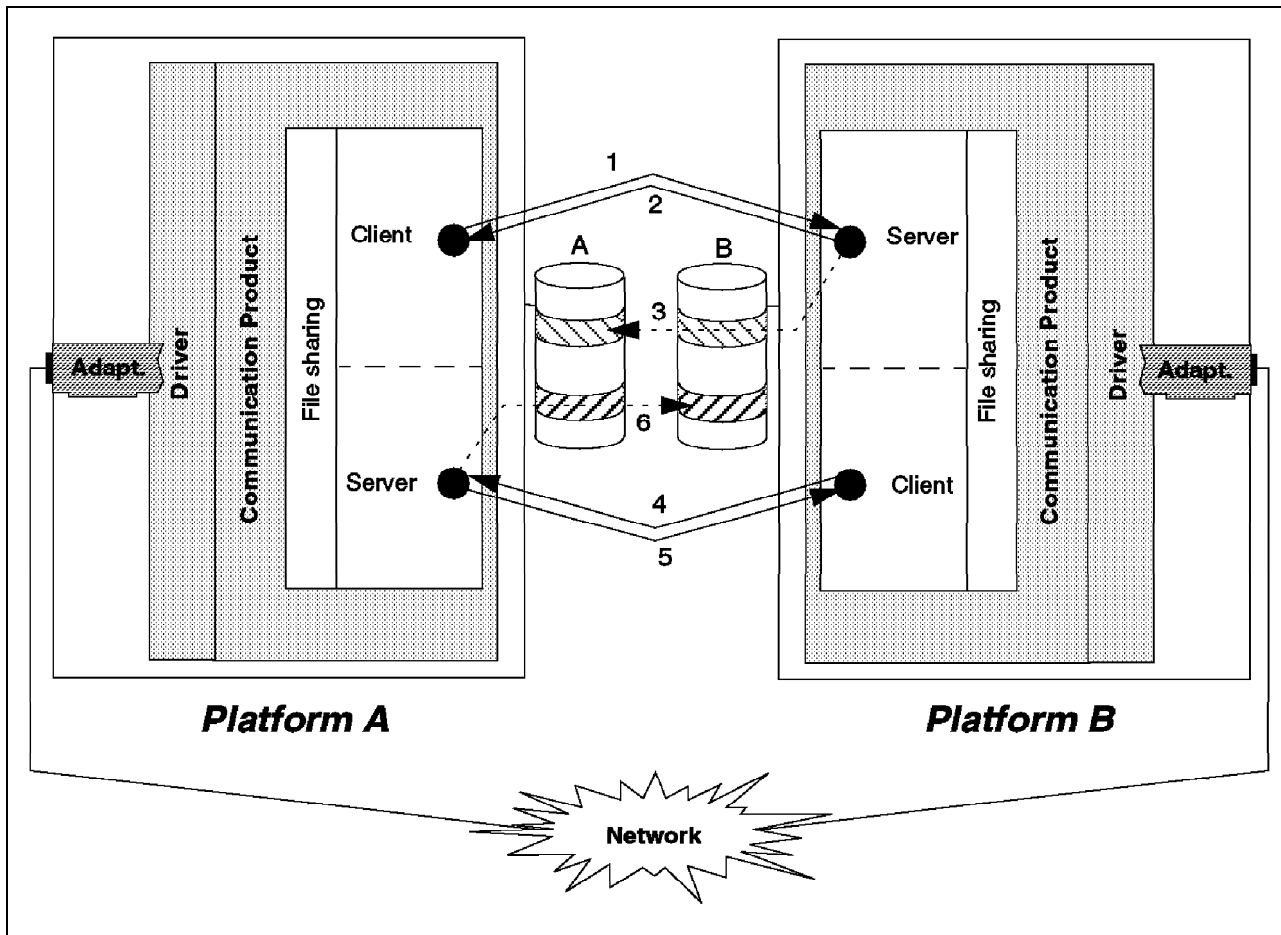 1
2
Client
Server
A
B
3
Adapt.
Driver
Communication Product
File sharing
File sharing
Communication Product
Driver
Adapt.
6
Server
Client
4
5
Platform A
Platform B
Network